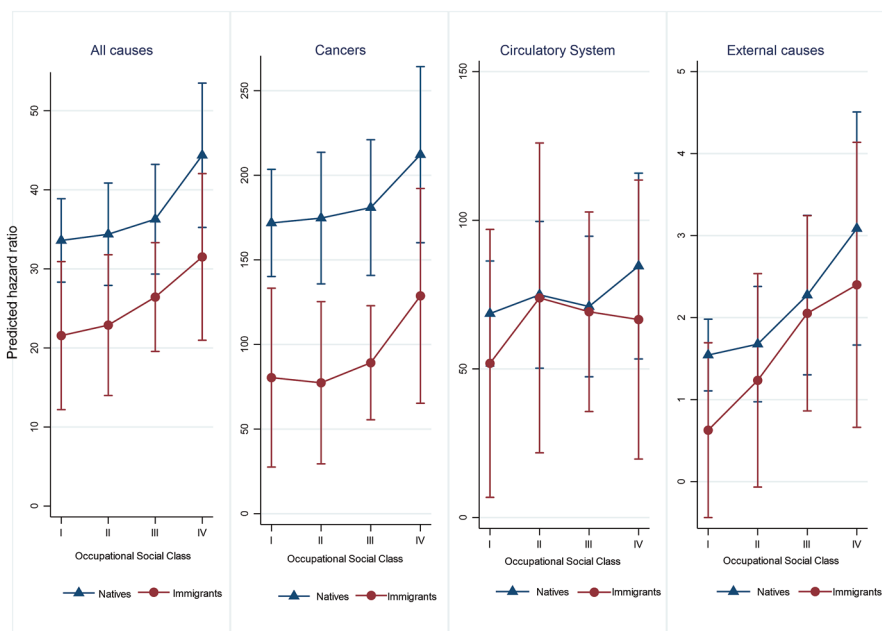 All causes
Cancers
Circulatory System
External causes
Predicted hazard ratio
50
40
30
20
10
0
I II III IV
Occupational Social Class
Natives Immigrants
250
200
150
100
50
0
I II III IV
Occupational Social Class
Natives Immigrants
150
100
50
0
I II III IV
Occupational Social Class
Natives Immigrants
5
4
3
2
1
0
I II III IV
Occupational Social Class
Natives Immigrants